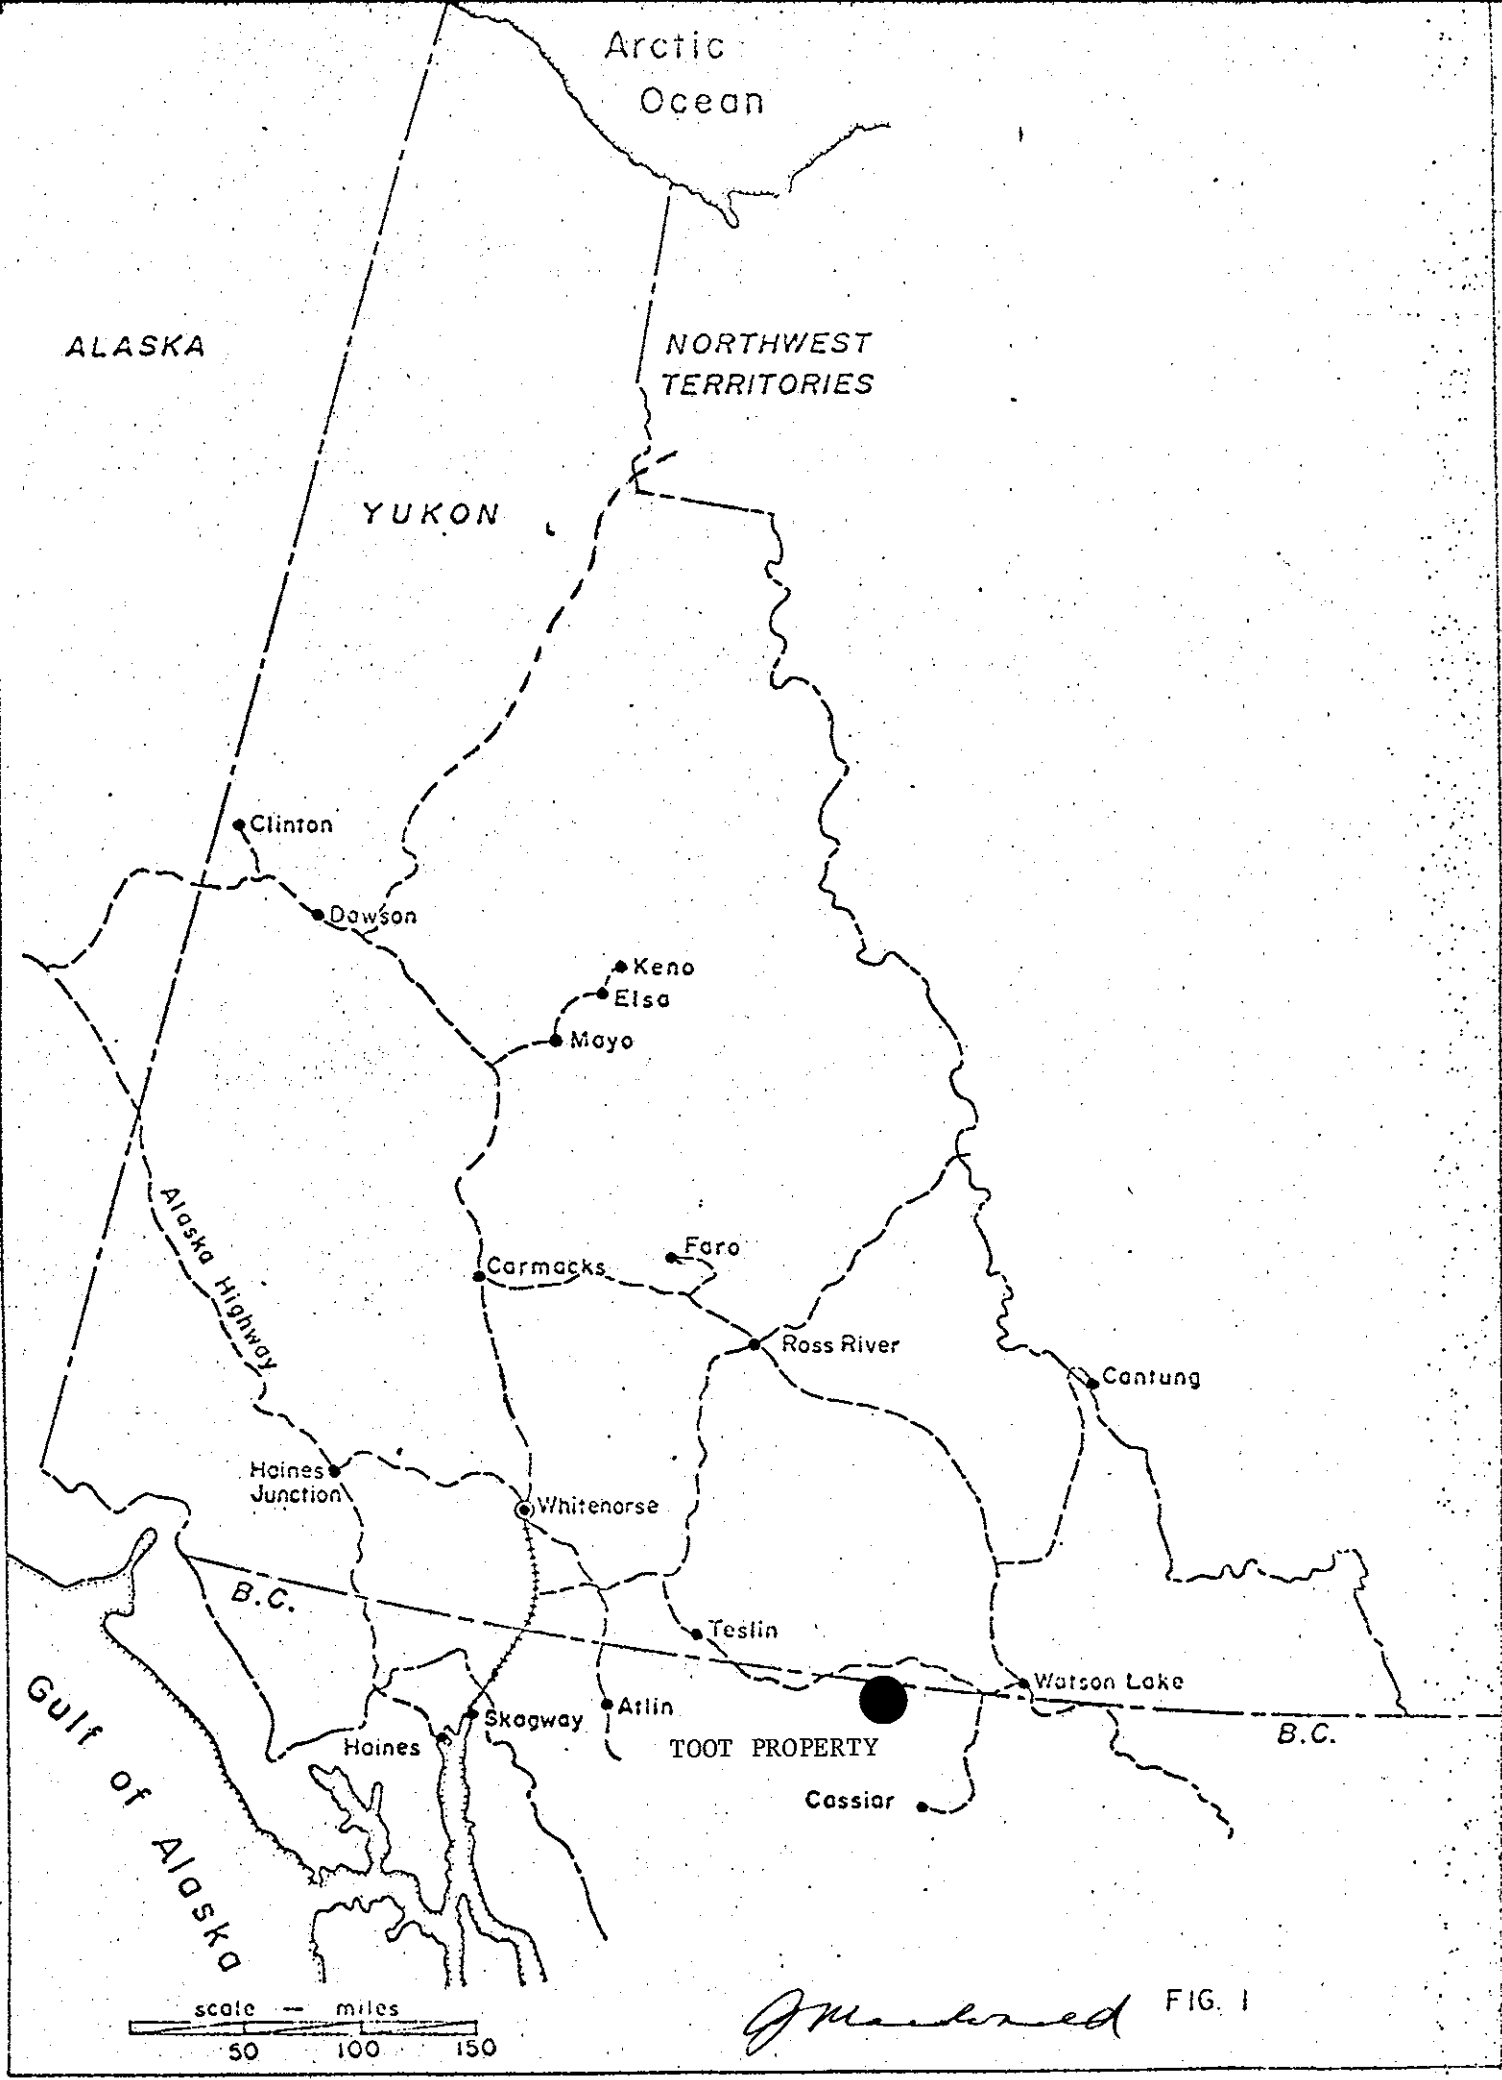 Arctic
Ocean
ALASKA
NORTHWEST
TERRITORIES
YUKON
Clinton
Dawson
Keno
Elsa
Mayo
Alaska Highway
Faro
Carmacks
Ross River
Cantung
Haines
Junction
Whitehorse
B.C.
Teslin
Watson Lake
Gulf of Alaska
Atlin
Skagway
Haines
TOOT PROPERTY
B.C.
Cassiar
scale — miles
50 100 150
FIG. 1